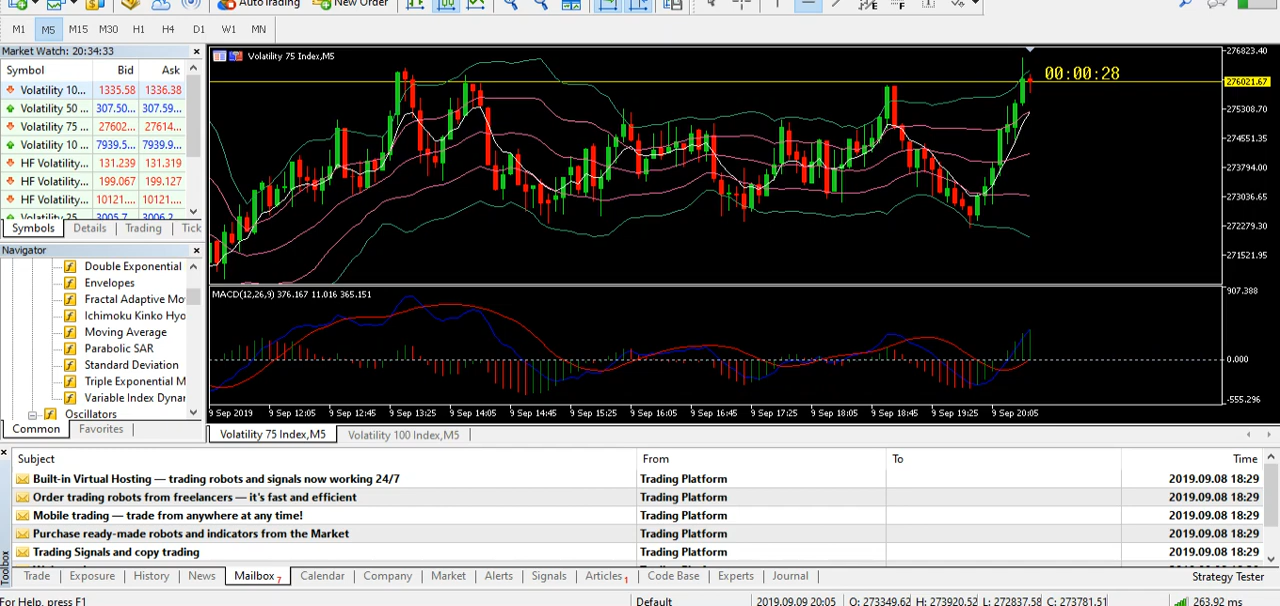 AutoTrading New Order
M1 M5 M15 M30 H1 H4 D1 W1 MN
Market Watch: 20:34:33
Symbol Bid Ask
Volatility 10... 1335.58 1336.38
Volatility 50 ... 307.50... 307.59...
Volatility 75 ... 27602... 27614...
Volatility 10 ... 7939.5... 7939.9...
HF Volatility... 131.239 131.319
HF Volatility... 199.067 199.127
HF Volatility... 10121.... 10121....
Volatility 25 3005.7 3006.2
Symbols Details Trading Tick
Navigator
Double Exponential
Envelopes
Fractal Adaptive Mo
Ichimoku Kinko Hyo
Moving Average
Parabolic SAR
Standard Deviation
Triple Exponential M
Variable Index Dyna
Oscillators
Common Favorites
Volatility 75 Index,M5
00:00:28
276823.40
276021.67
275308.70
274551.35
273794.00
273036.65
272279.30
271521.95
MACD(12,26,9) 376.167 11.016 365.151
907.388
0.000
-555.296
9 Sep 2019 9 Sep 12:05 9 Sep 12:45 9 Sep 13:25 9 Sep 14:05 9 Sep 14:45 9 Sep 15:25 9 Sep 16:05 9 Sep 16:45 9 Sep 17:25 9 Sep 18:05 9 Sep 18:45 9 Sep 19:25 9 Sep 20:05
Volatility 75 Index,M5 Volatility 100 Index,M5
Subject From To Time
Built-in Virtual Hosting — trading robots and signals now working 24/7 Trading Platform 2019.09.08 18:29
Order trading robots from freelancers — it's fast and efficient Trading Platform 2019.09.08 18:29
Mobile trading — trade from anywhere at any time! Trading Platform 2019.09.08 18:29
Purchase ready-made robots and indicators from the Market Trading Platform 2019.09.08 18:29
Trading Signals and copy trading Trading Platform 2019.09.08 18:29
Toolbox
Trade Exposure History News Mailbox 7 Calendar Company Market Alerts Signals Articles 1 Code Base Experts Journal Strategy Tester
For Help, press F1 Default 2019.09.09 20:05 O: 273349.62 H: 273920.52 L: 272837.58 C: 273781.51 263.92 ms